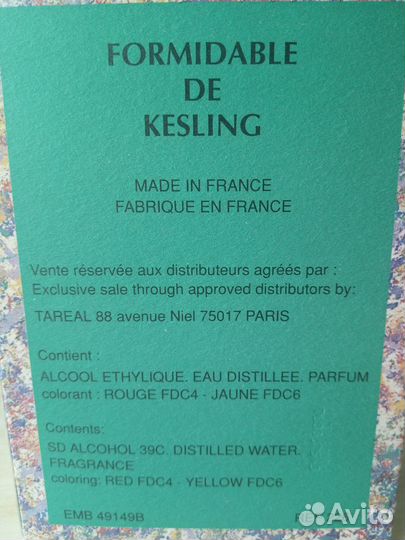 FORMIDABLE
DE
KESLING
MADE IN FRANCE
FABRIQUE EN FRANCE
Vente réservée aux distributeurs agréés par :
Exclusive sale through approved distributors by:
TAREAL 88 avenue Niel 75017 PARIS
Contient :
ALCOOL ETHYLIQUE. EAU DISTILLEE. PARFUM
colorant : ROUGE FDC4 - JAUNE FDC6
Contents:
SD ALCOHOL 39C. DISTILLED WATER.
FRAGRANCE
coloring: RED FDC4 - YELLOW FDC6
EMB 49149B
Avito